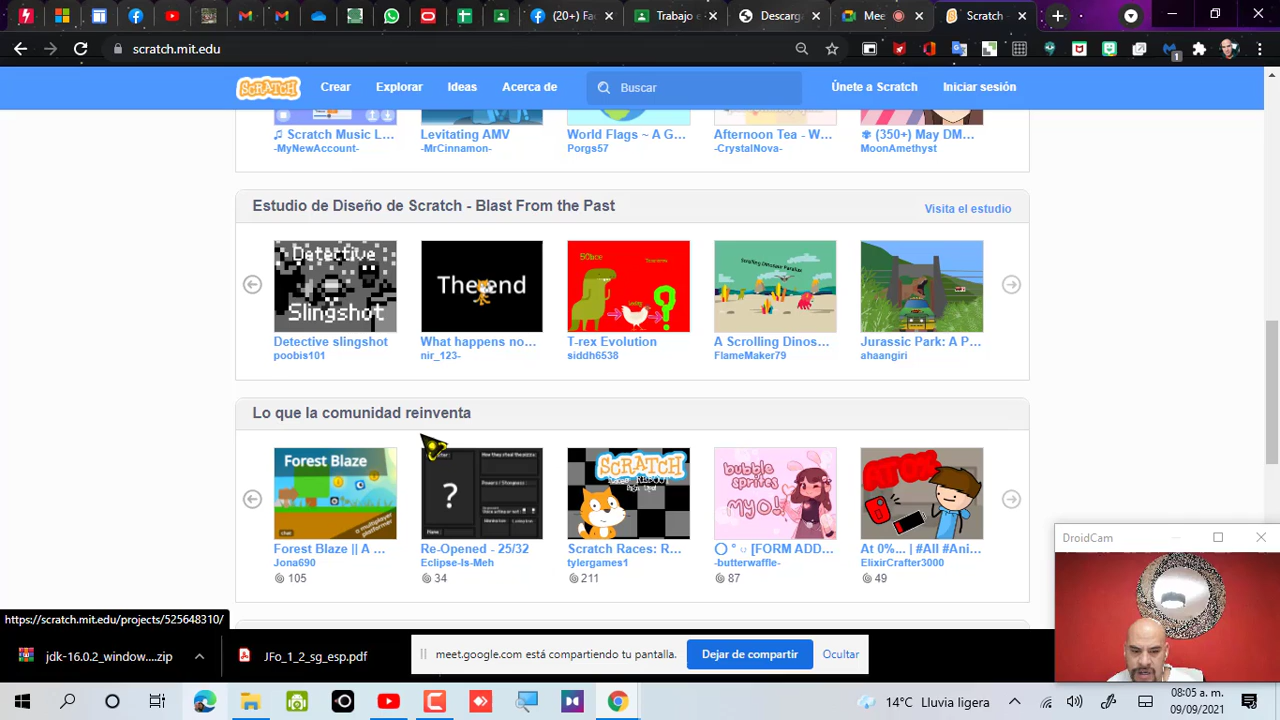 (20+) Fac
Trabajo e
Descarg
Mee
Scratch -
scratch.mit.edu
1
SCRATCH
Crear
Explorar
Ideas
Acerca de
Buscar
Únete a Scratch
Iniciar sesión
♫ Scratch Music L...
Levitating AMV
World Flags ~ A G...
Afternoon Tea - W...
✾ (350+) May DM...
-MyNewAccount-
-MrCinnamon-
Porgs57
-CrystalNova-
MoonAmethyst
Estudio de Diseño de Scratch - Blast From the Past
Visita el estudio
Detective
Slingshot
The end
Detective slingshot
What happens no...
T-rex Evolution
A Scrolling Dinos...
Jurassic Park: A P...
poobis101
nir_123-
siddh6538
FlameMaker79
ahaangiri
Lo que la comunidad reinventa
Forest Blaze
?
SCRATCH
bubble
sprites
MYO!!
AT 0%
Forest Blaze || A ...
Re-Opened - 25/32
Scratch Races: R...
[FORM ADD...
At 0%... | #All #Ani...
Jona690
Eclipse-Is-Meh
tylergames1
-butterwaffle-
ElixirCrafter3000
105
34
211
87
49
DroidCam
https://scratch.mit.edu/projects/525648310/
jdk-16.0.2_window....zip
JFo_1_2_sg_esp.pdf
meet.google.com está compartiendo tu pantalla.
Dejar de compartir
Ocultar
14°C Lluvia ligera
08:05 a. m.
09/09/2021